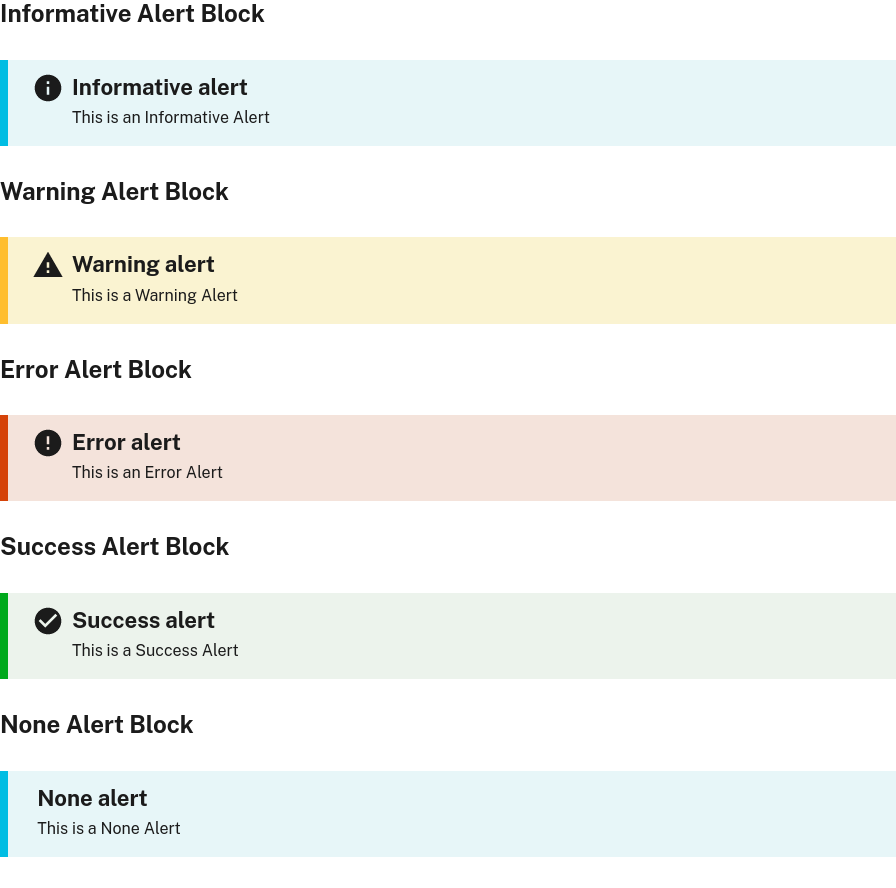 Informative Alert Block
Informative alert
This is an Informative Alert
Warning Alert Block
Warning alert
This is a Warning Alert
Error Alert Block
Error alert
This is an Error Alert
Success Alert Block
Success alert
This is a Success Alert
None Alert Block
None alert
This is a None Alert